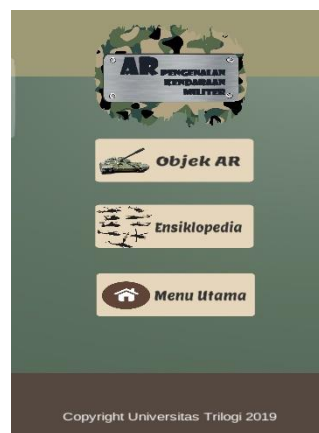 AR PENGENALAN
KENDARAAN
MILITER
Objek AR
Ensiklopedia
Menu Utama
Copyright Universitas Trilogi 2019